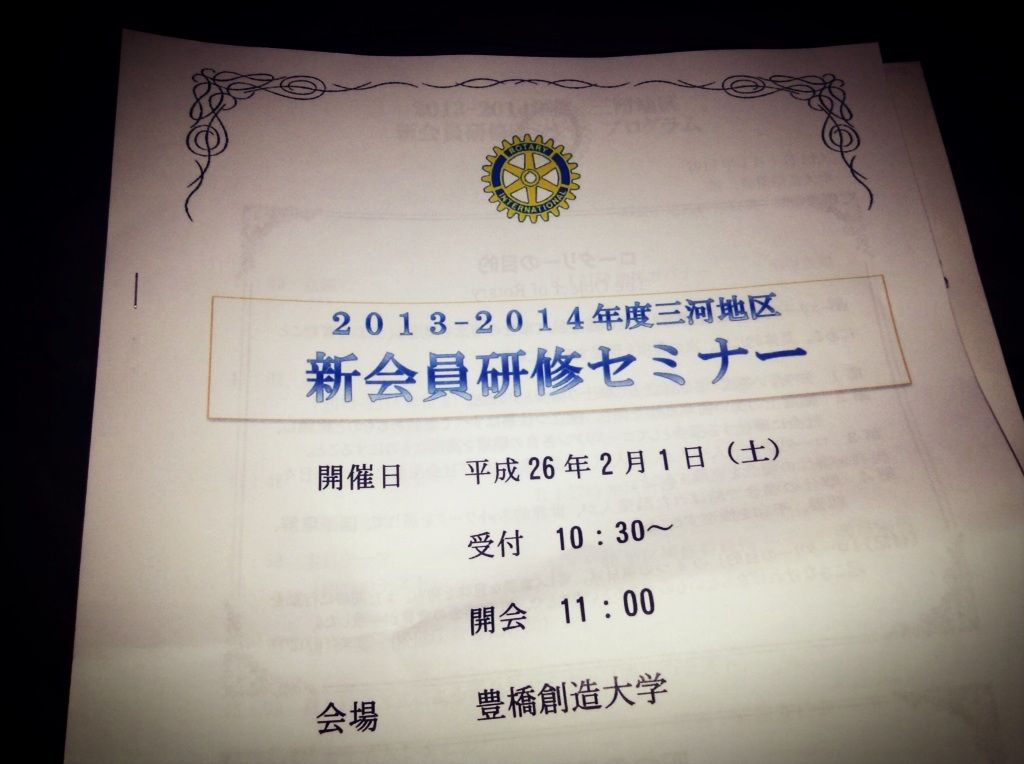 ROTARY
INTERNATIONAL
2013-2014年度三河地区
新会員研修セミナー
開催日 平成26年2月1日(土)
受付 10:30～
開会 11:00
会場 豊橋創造大学